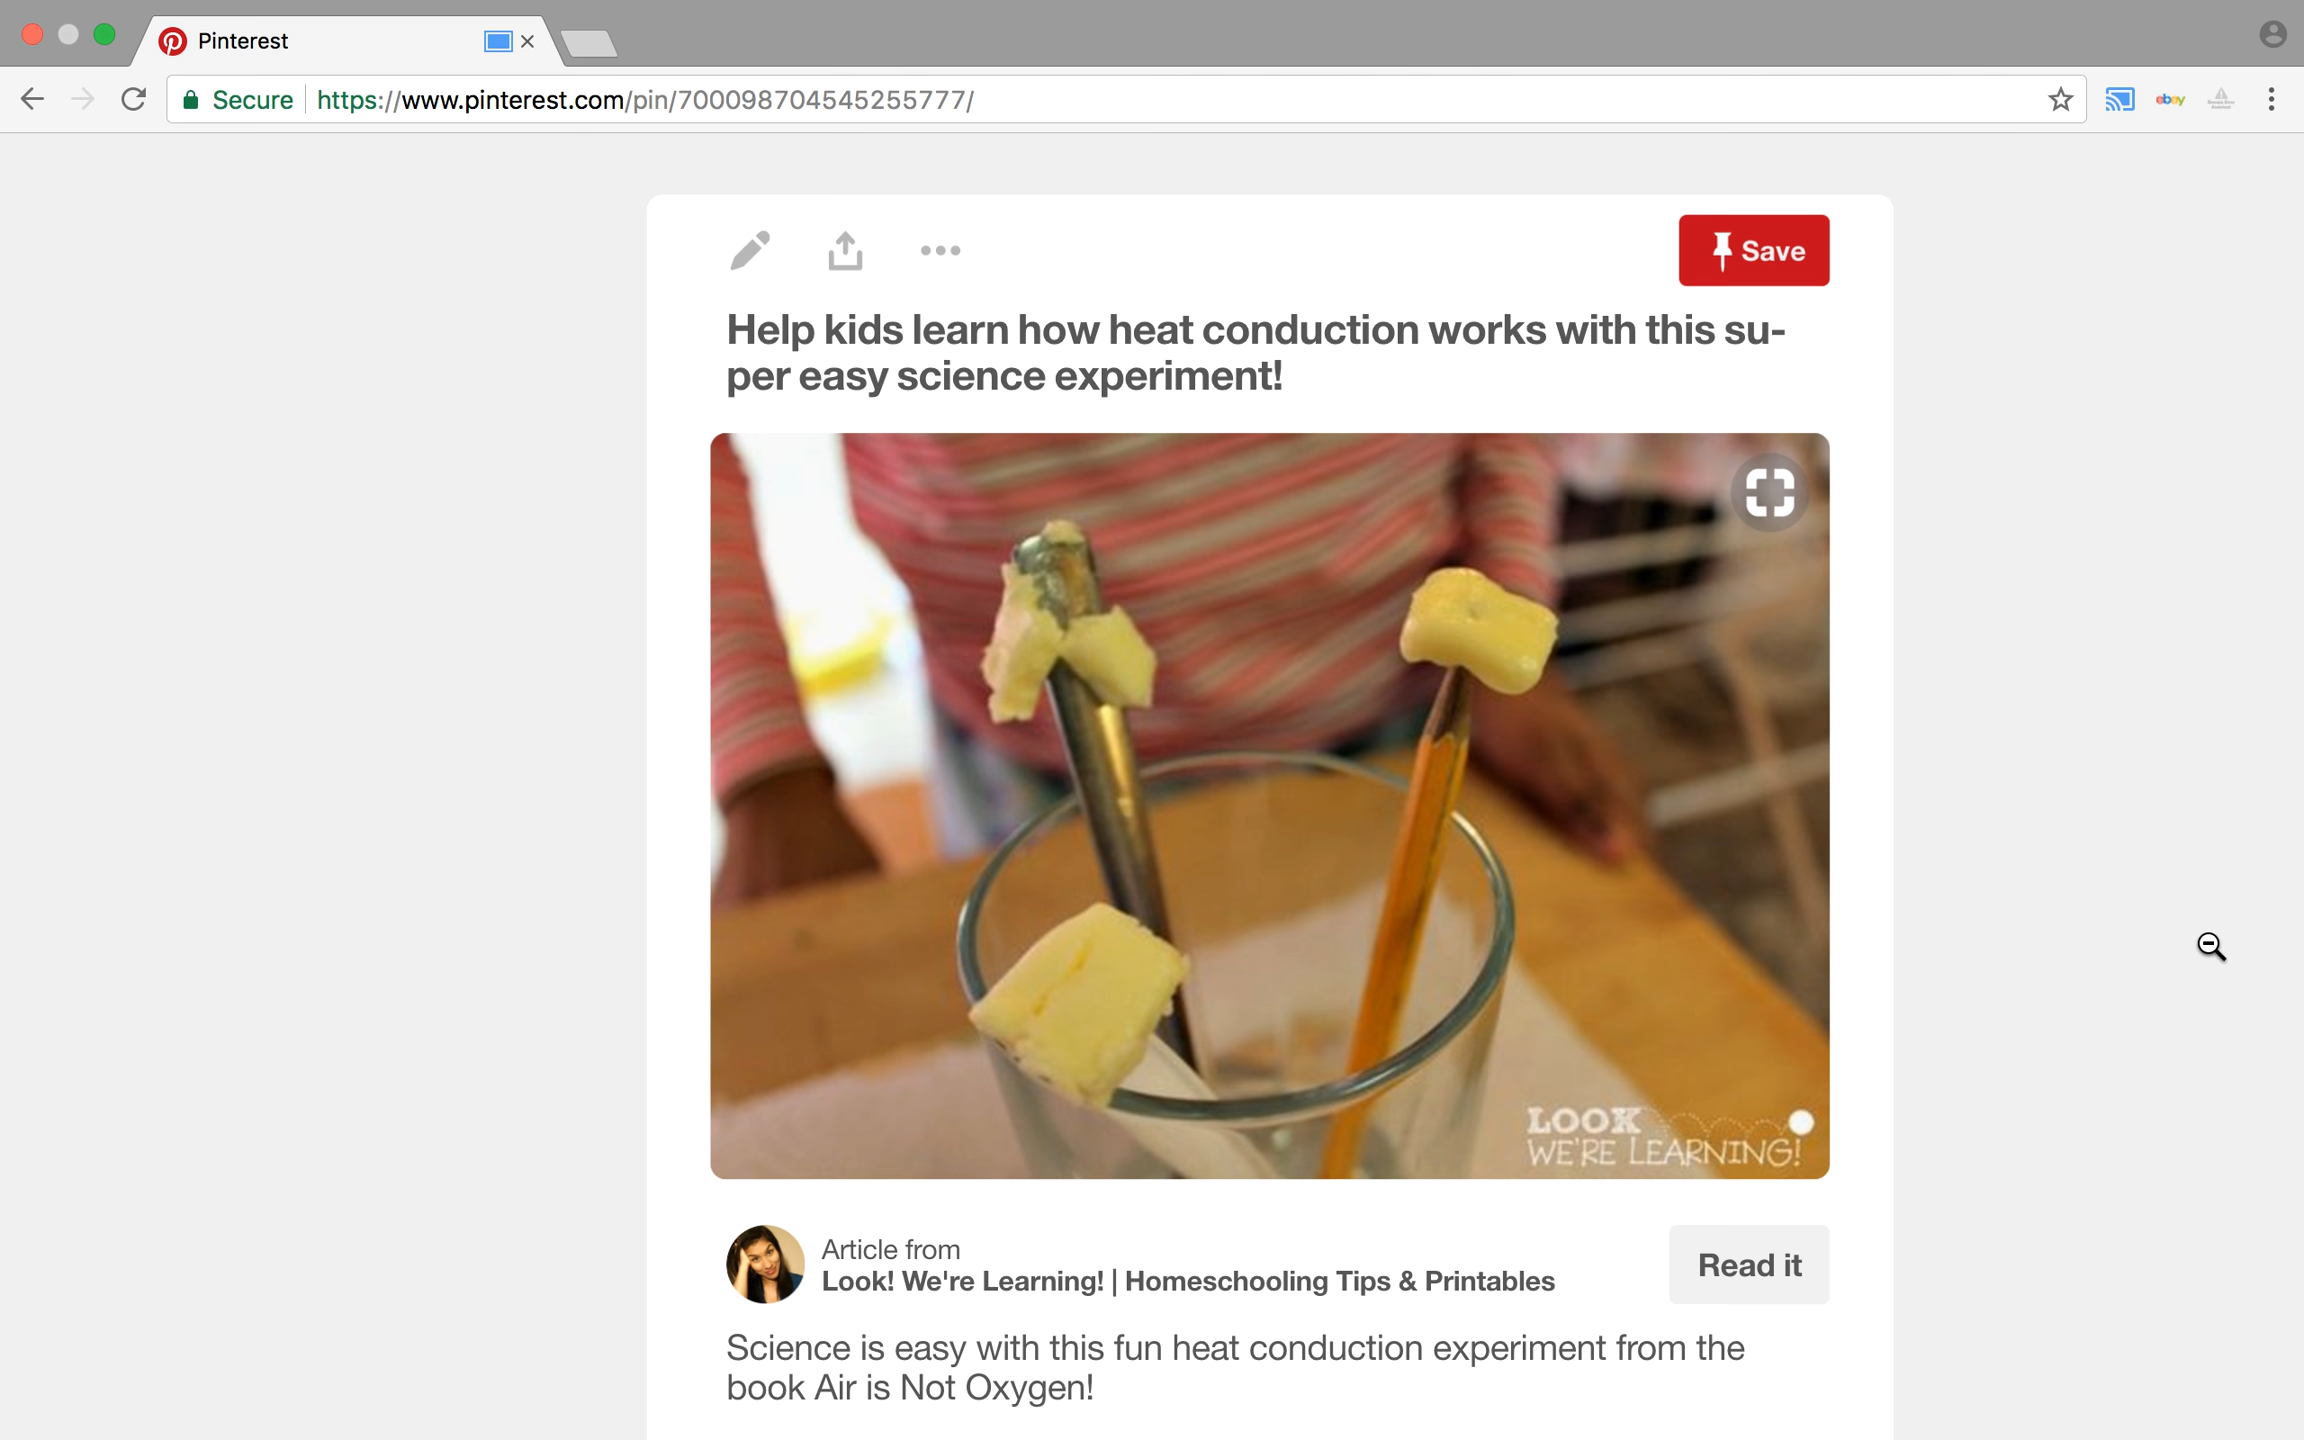 Pinterest
Secure
https://www.pinterest.com/pin/700098704545255777/
ebay
Save
Help kids learn how heat conduction works with this su-
per easy science experiment!
LOOK
WE'RE LEARNING!
Article from
Look! We're Learning! | Homeschooling Tips & Printables
Read it
Science is easy with this fun heat conduction experiment from the
book Air is Not Oxygen!